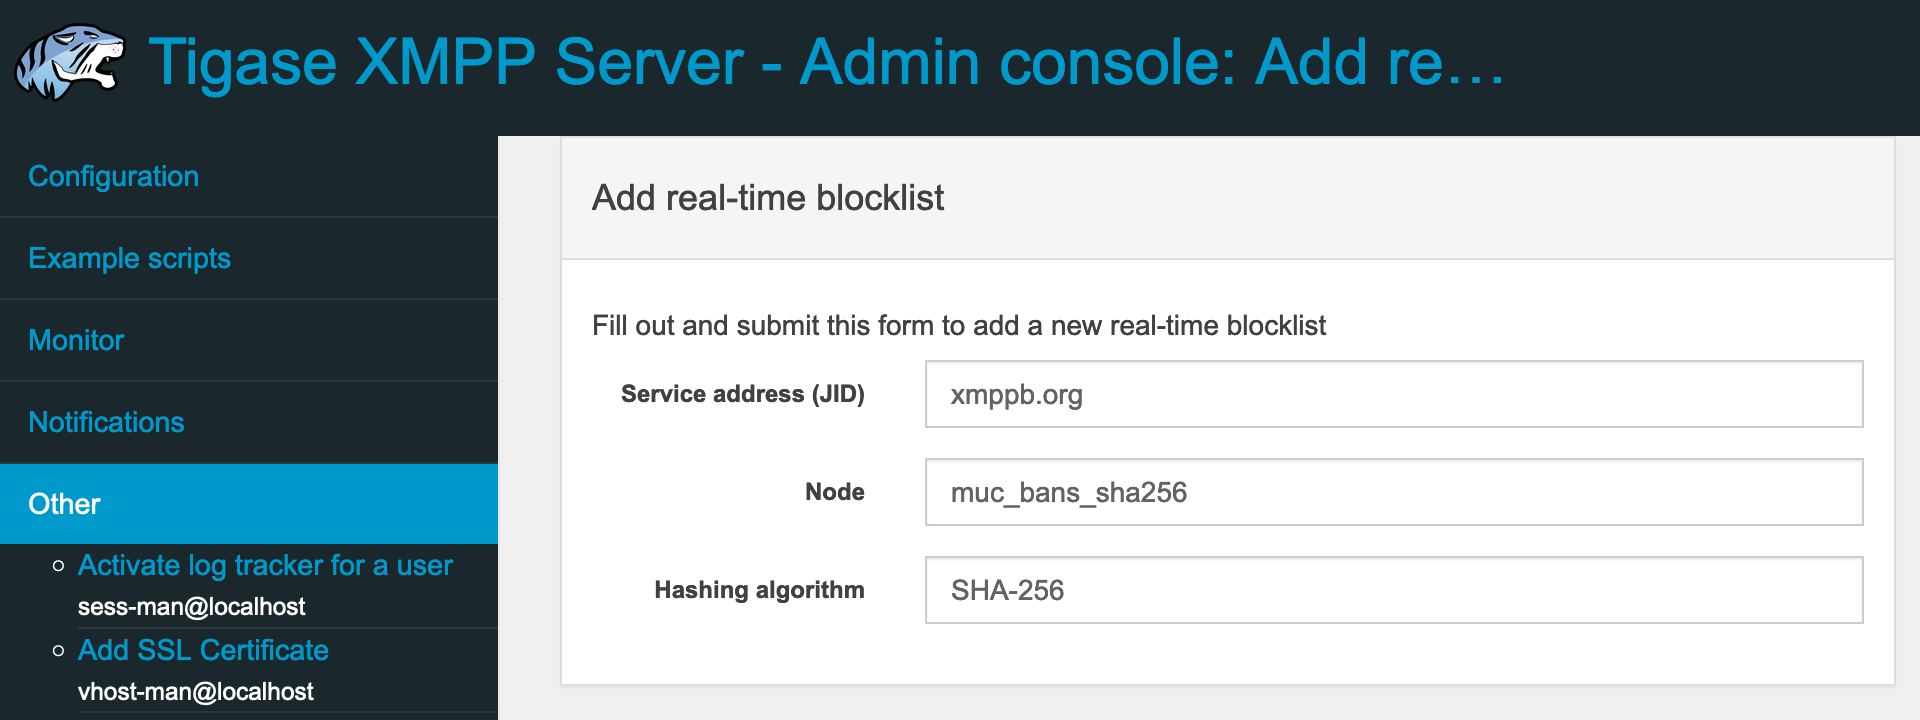 Tigase XMPP Server - Admin console: Add re...
Configuration
Example scripts
Monitor
Notifications
Other
Activate log tracker for a user
sess-man@localhost
Add SSL Certificate
vhost-man@localhost
Add real-time blocklist
Fill out and submit this form to add a new real-time blocklist
Service address (JID) xmppb.org
Node muc_bans_sha256
Hashing algorithm SHA-256